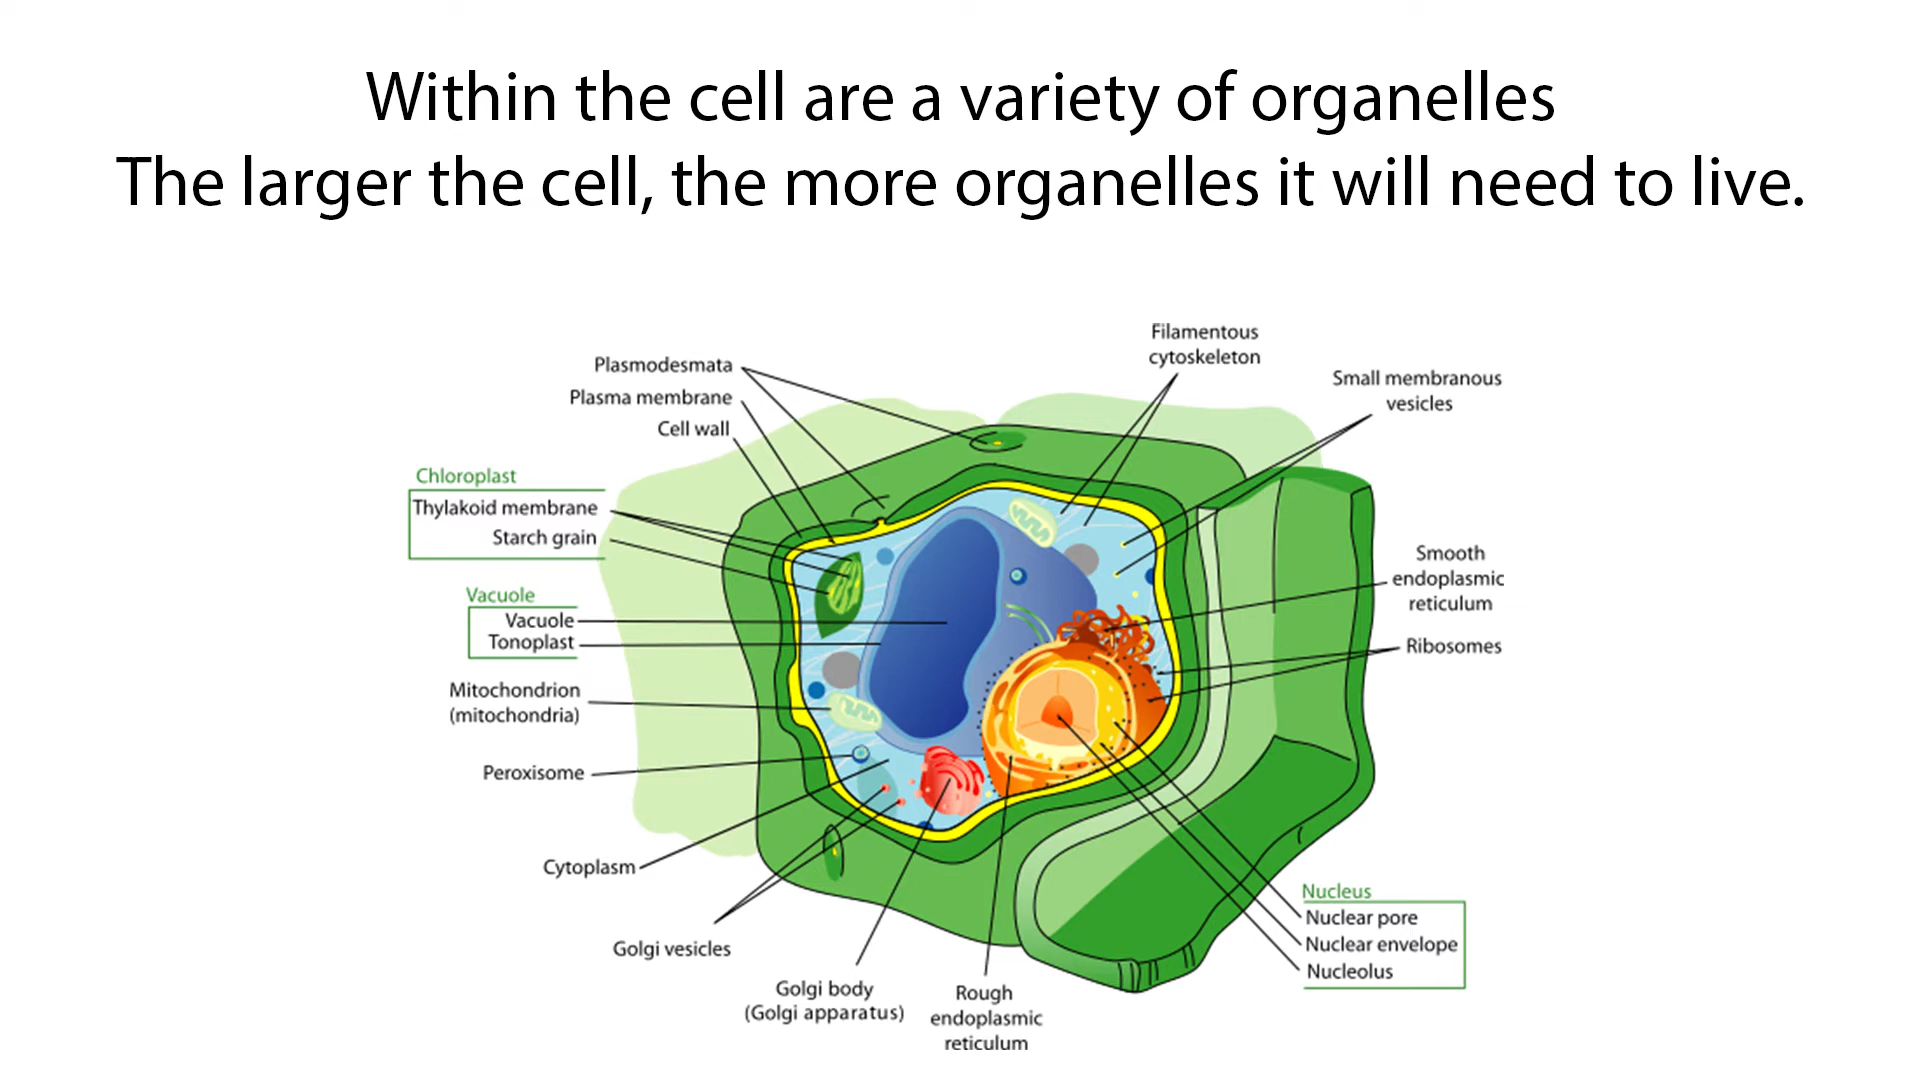 Within the cell are a variety of organelles
The larger the cell, the more organelles it will need to live.
Filamentous
cytoskeleton
Plasmodesmata
Small membranous
vesicles
Plasma membrane
Cell wall
Chloroplast
Thylakoid membrane
Starch grain
Smooth
endoplasmic
reticulum
Vacuole
Vacuole
Tonoplast
Ribosomes
Mitochondrion
(mitochondria)
Peroxisome
Cytoplasm
Nucleus
Nuclear pore
Nuclear envelope
Nucleolus
Golgi vesicles
Golgi body
(Golgi apparatus)
Rough
endoplasmic
reticulum